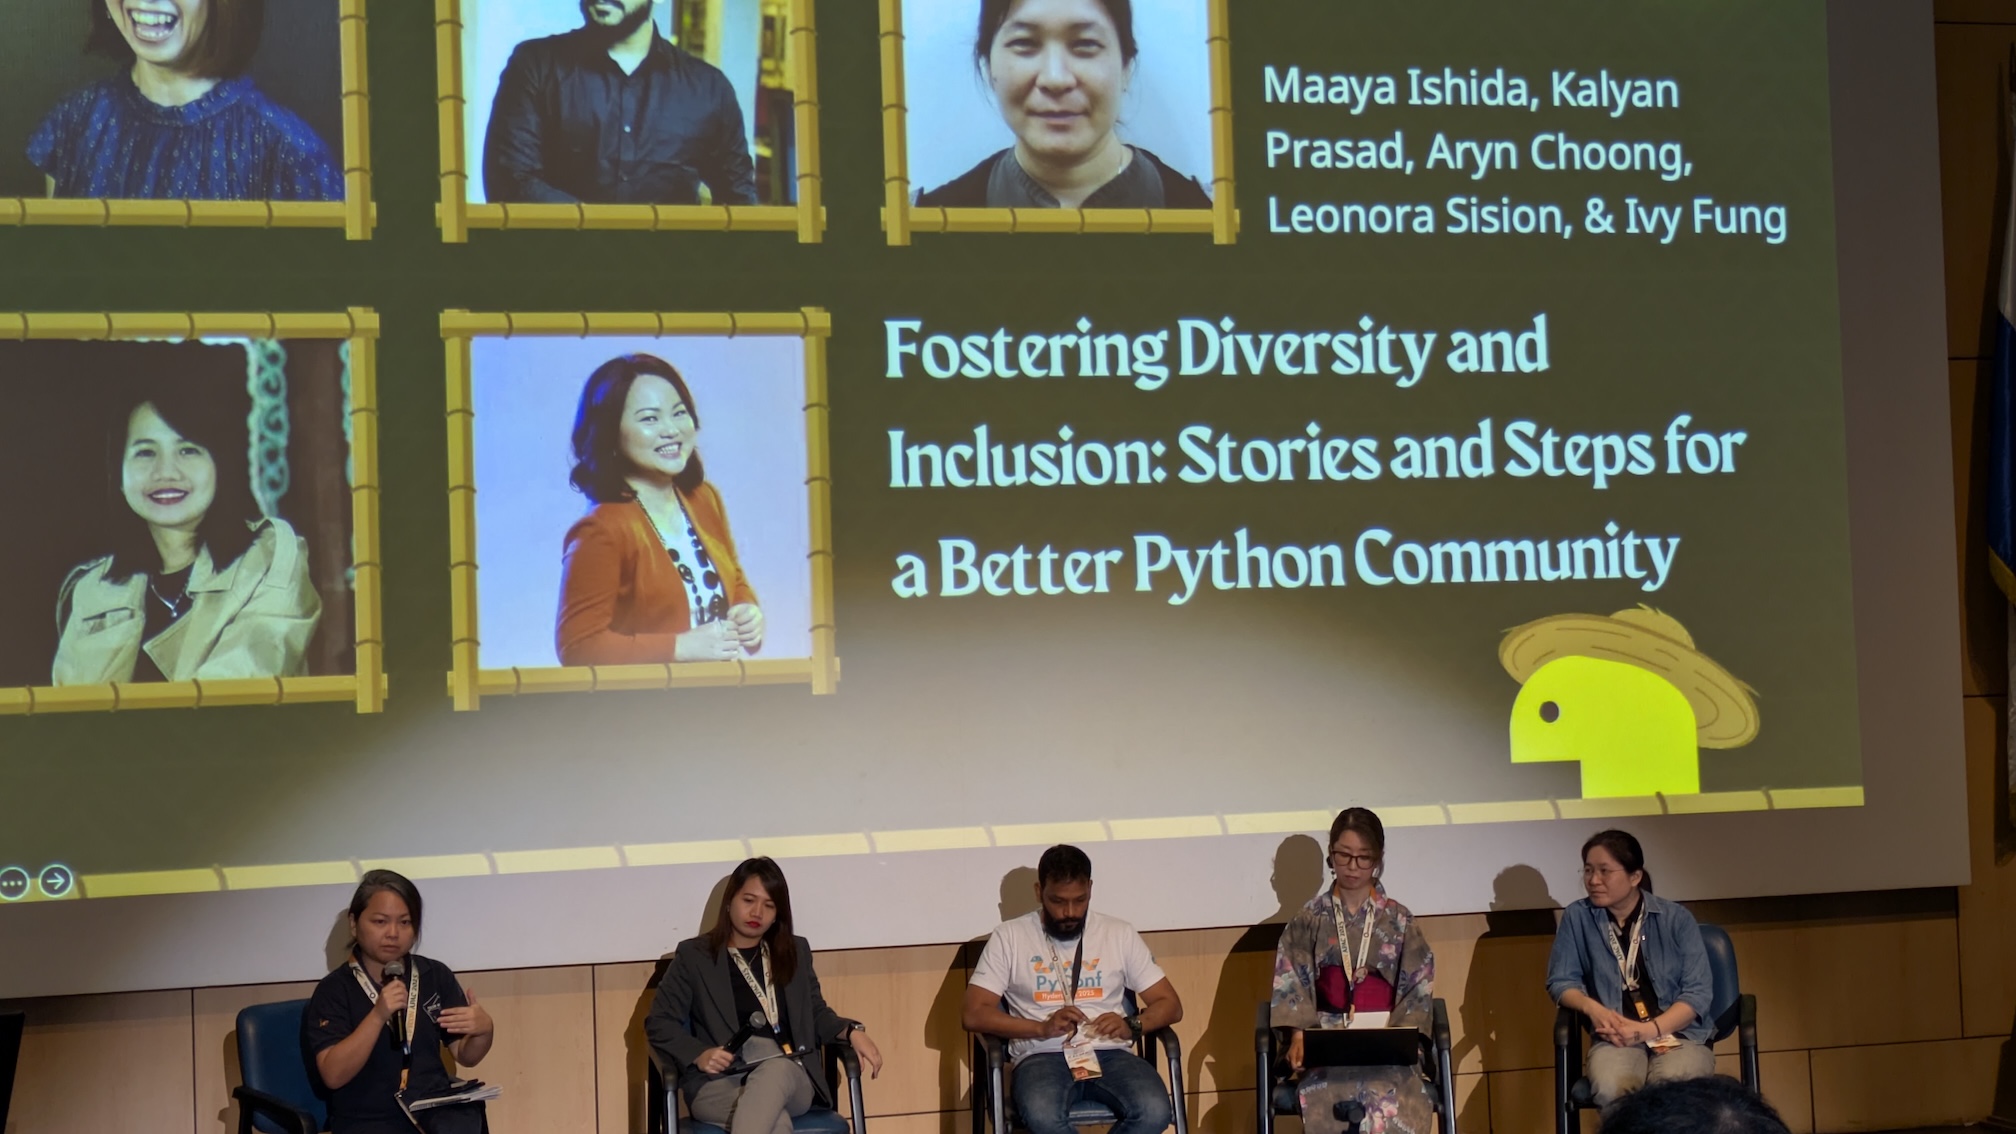 Maaya Ishida, Kalyan
Prasad, Aryn Choong,
Leonora Sision, & Ivy Fung
Fostering Diversity and
Inclusion: Stories and Steps for
a Better Python Community
PyConf